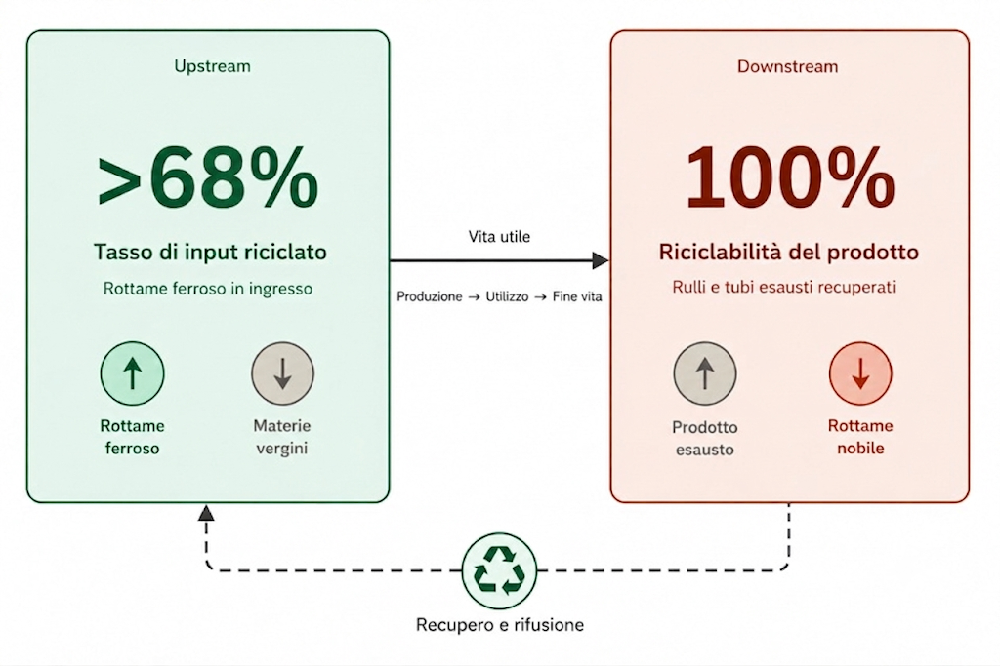 Upstream
>68%
Tasso di input riciclato
Rottame ferroso in ingresso
Rottame
ferroso
Materie
vergini
Vita utile
Produzione → Utilizzo → Fine vita
Downstream
100%
Riciclabilità del prodotto
Rulli e tubi esausti recuperati
Prodotto
esausto
Rottame
nobile
Recupero e rifusione